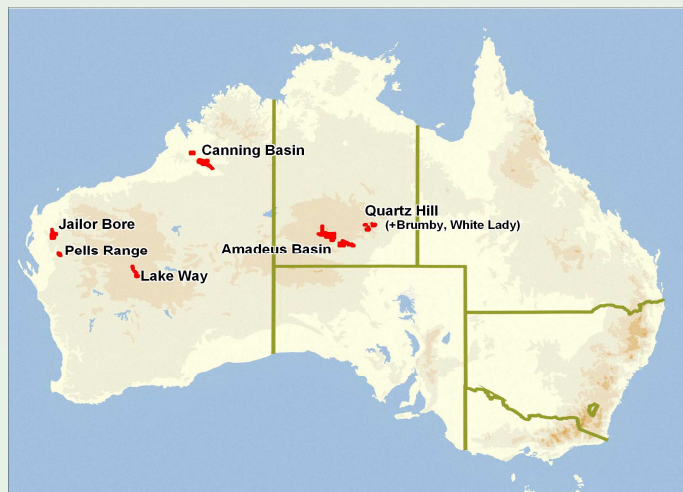 Canning Basin
Quartz Hill
(+Brumby, White Lady)
Jailor Bore
Amadeus Basin
Pells Range
Lake Way